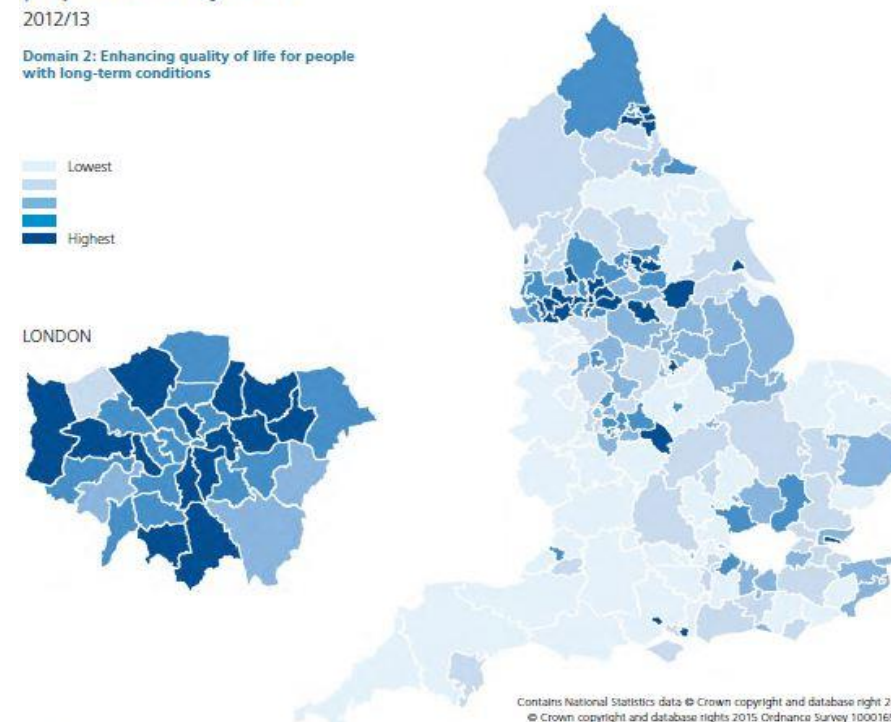 2012/13
Domain 2: Enhancing quality of life for people
with long-term conditions
Lowest
Highest
LONDON
Contains National Statistics data © Crown copyright and database right 2
© Crown copyright and database rights 2015 Ordnance Survey